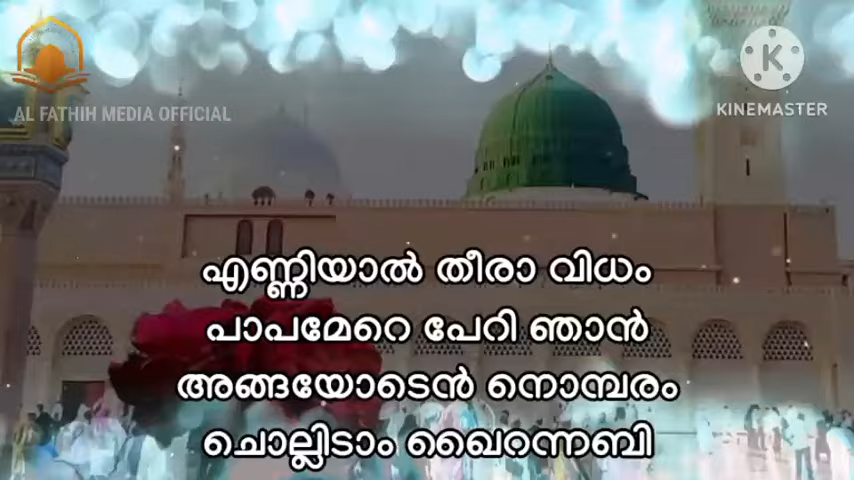 AL FATHIH MEDIA OFFICIAL
K
KINEMASTER
എണ്ണിയാൽ തീരാ വിധം
പാപമേറെ പേറി ഞാൻ
അങ്ങയോടെൻ നൊമ്പരം
ചൊല്ലിടാം ഖൈറന്നബി